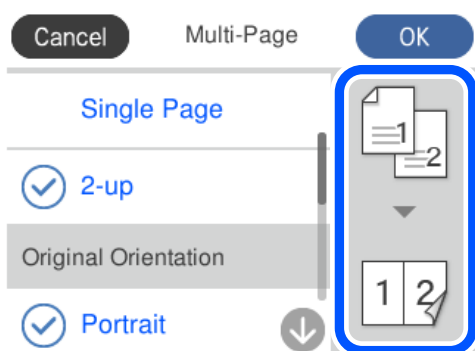 Cancel Multi-Page OK
Single Page
2-up
Original Orientation
Portrait
1
2
1 2